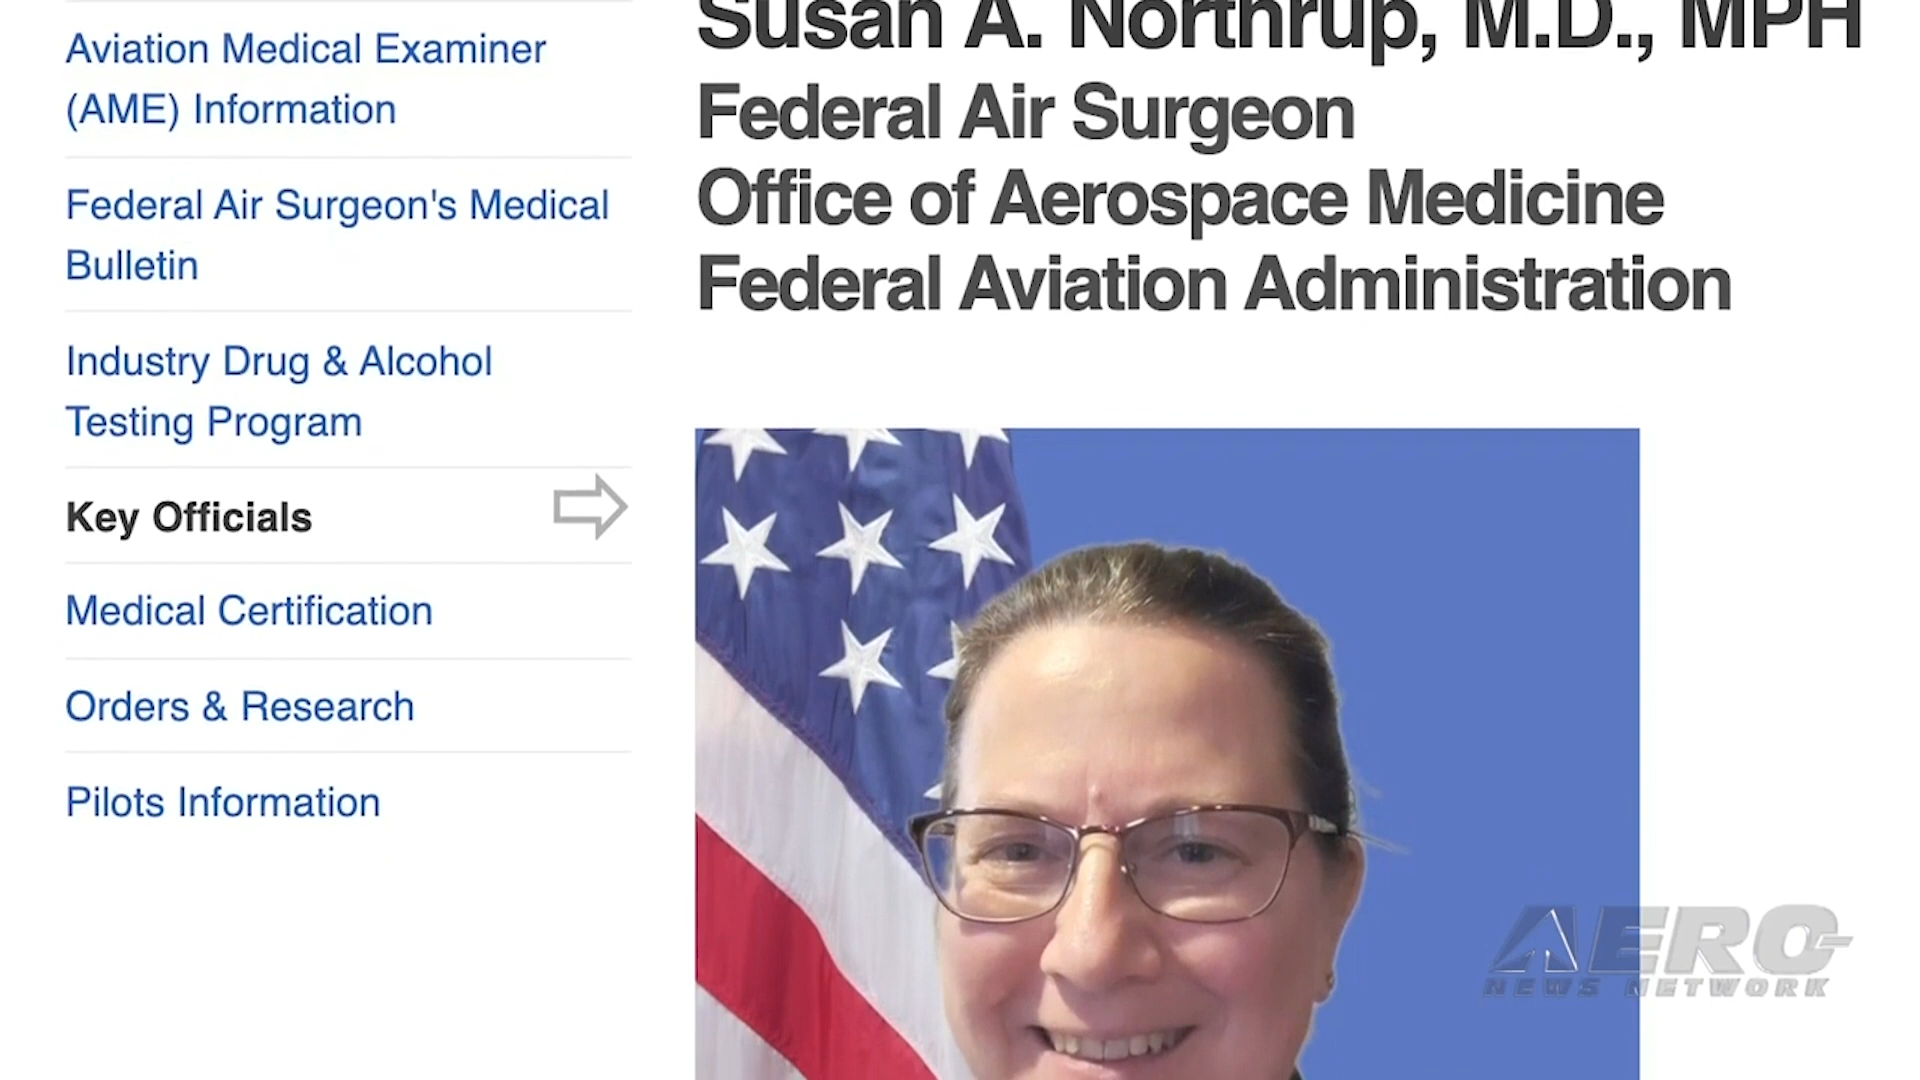 Aviation Medical Examiner
(AME) Information
Federal Air Surgeon's Medical
Bulletin
Industry Drug & Alcohol
Testing Program
Key Officials
Medical Certification
Orders & Research
Pilots Information
Susan A. Northrup, M.D., MPH
Federal Air Surgeon
Office of Aerospace Medicine
Federal Aviation Administration
AERO
NEWS NETWORK